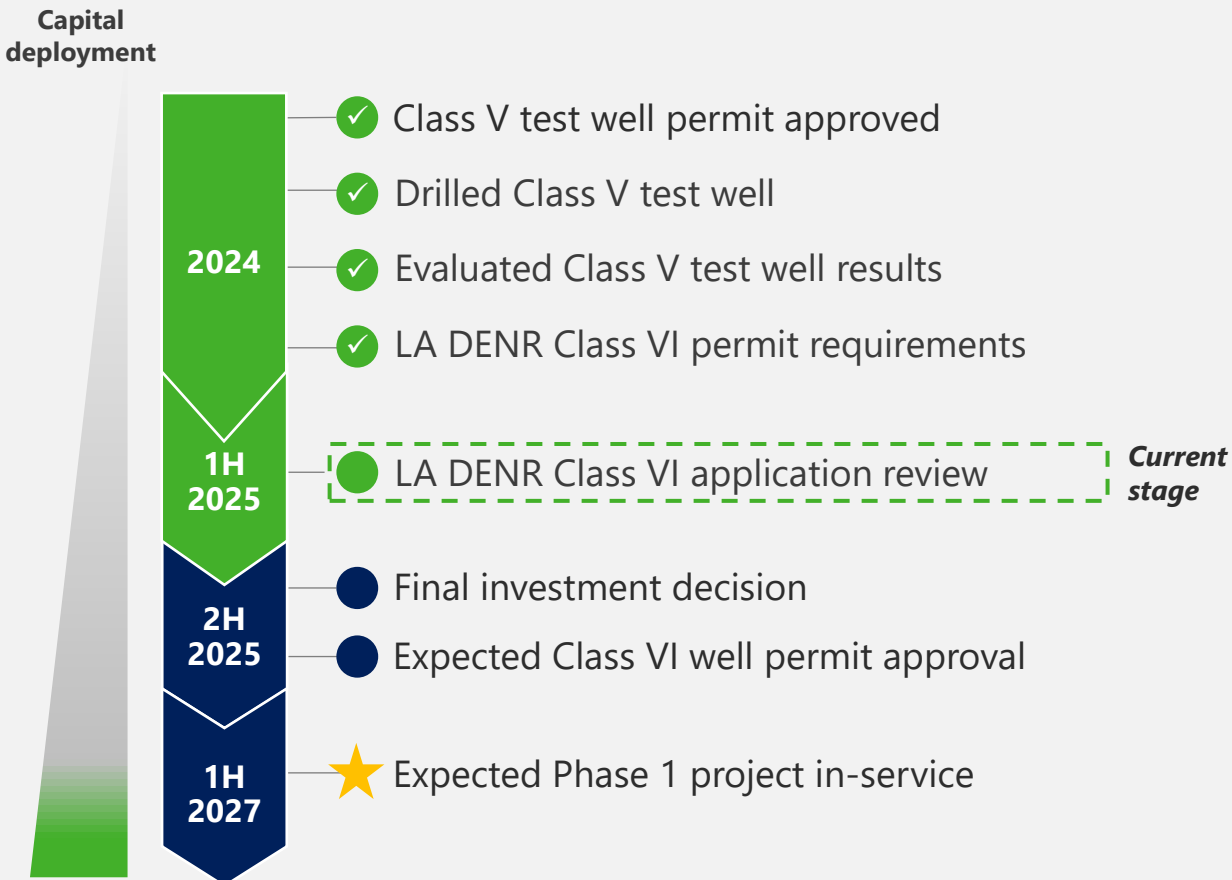 Capital
deployment
2024
Class V test well permit approved
Drilled Class V test well
Evaluated Class V test well results
LA DENR Class VI permit requirements
1H
2025
LA DENR Class VI application review
Current
stage
2H
2025
Final investment decision
Expected Class VI well permit approval
1H
2027
Expected Phase 1 project in-service